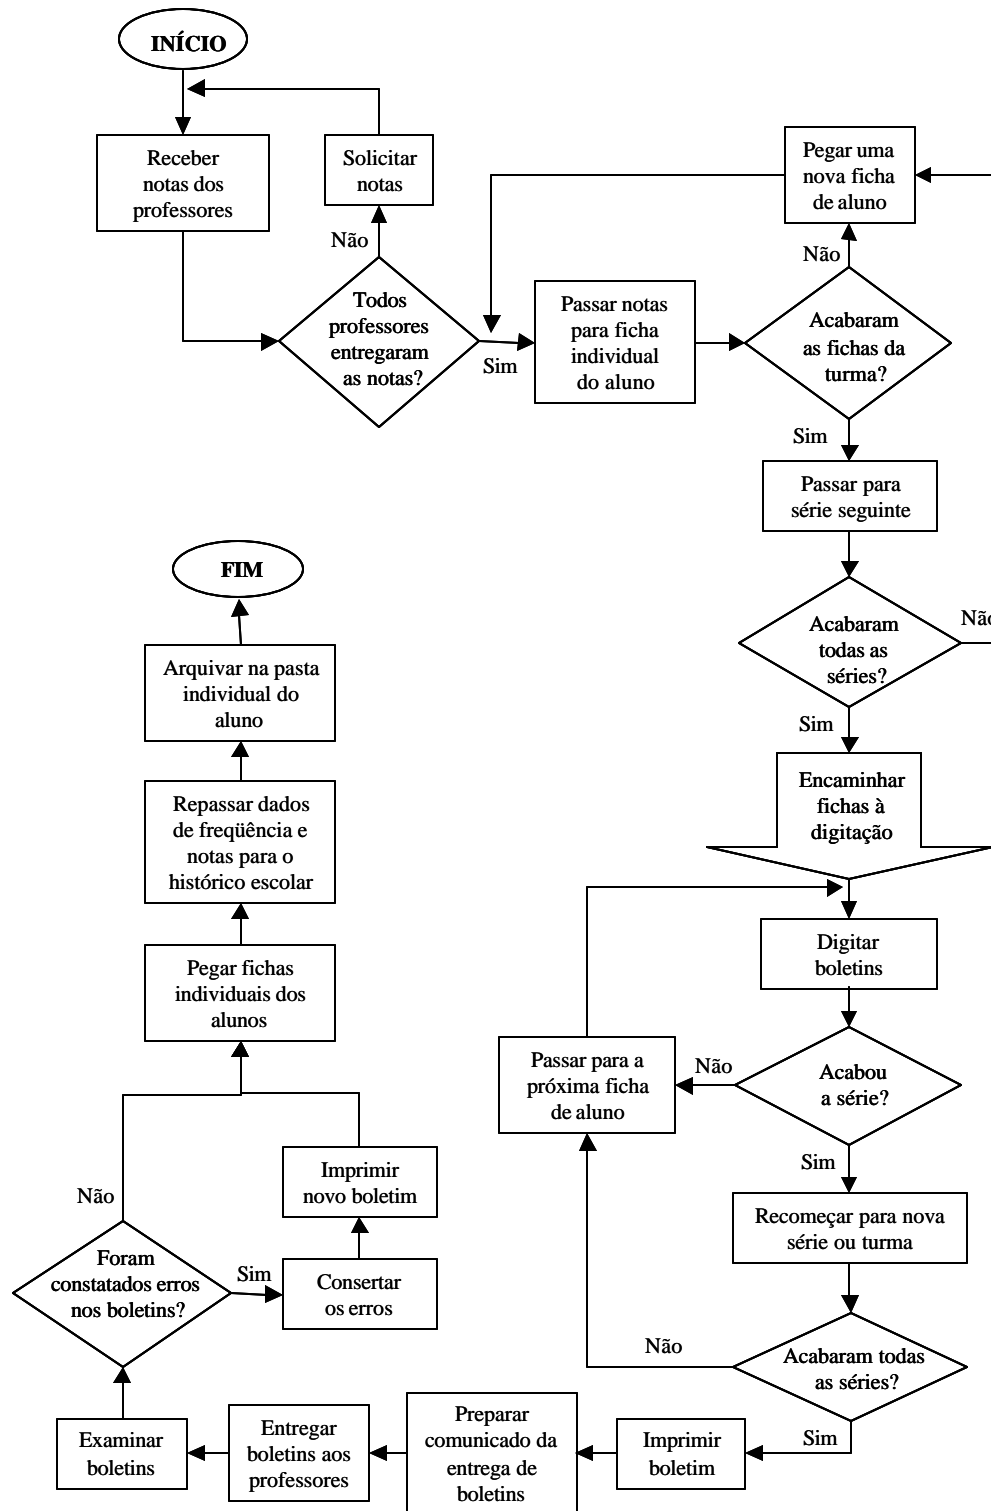 INÍCIO
Receber
notas dos
professores
Solicitar
notas
Não
Todos
professores
entregaram
as notas?
Sim
Passar notas
para ficha
individual
do aluno
Pegar uma
nova ficha
de aluno
Não
Acabaram
as fichas da
turma?
Sim
Passar para
série seguinte
Acabaram
todas as
séries?
Não
Sim
Encaminhar
fichas à
digitação
Digitar
boletins
Acabou
a série?
Não
Passar para a
próxima ficha
de aluno
Sim
Recomeçar para nova
série ou turma
Acabaram todas
as séries?
Não
Sim
Imprimir
boletim
Preparar
comunicado da
entrega de
boletins
Entregar
boletins aos
professores
Examinar
boletins
Foram
constatados erros
nos boletins?
Sim
Consertar
os erros
Imprimir
novo boletim
Não
Pegar fichas
individuais dos
alunos
Repassar dados
de freqüência e
notas para o
histórico escolar
Arquivar na pasta
individual do
aluno
FIM